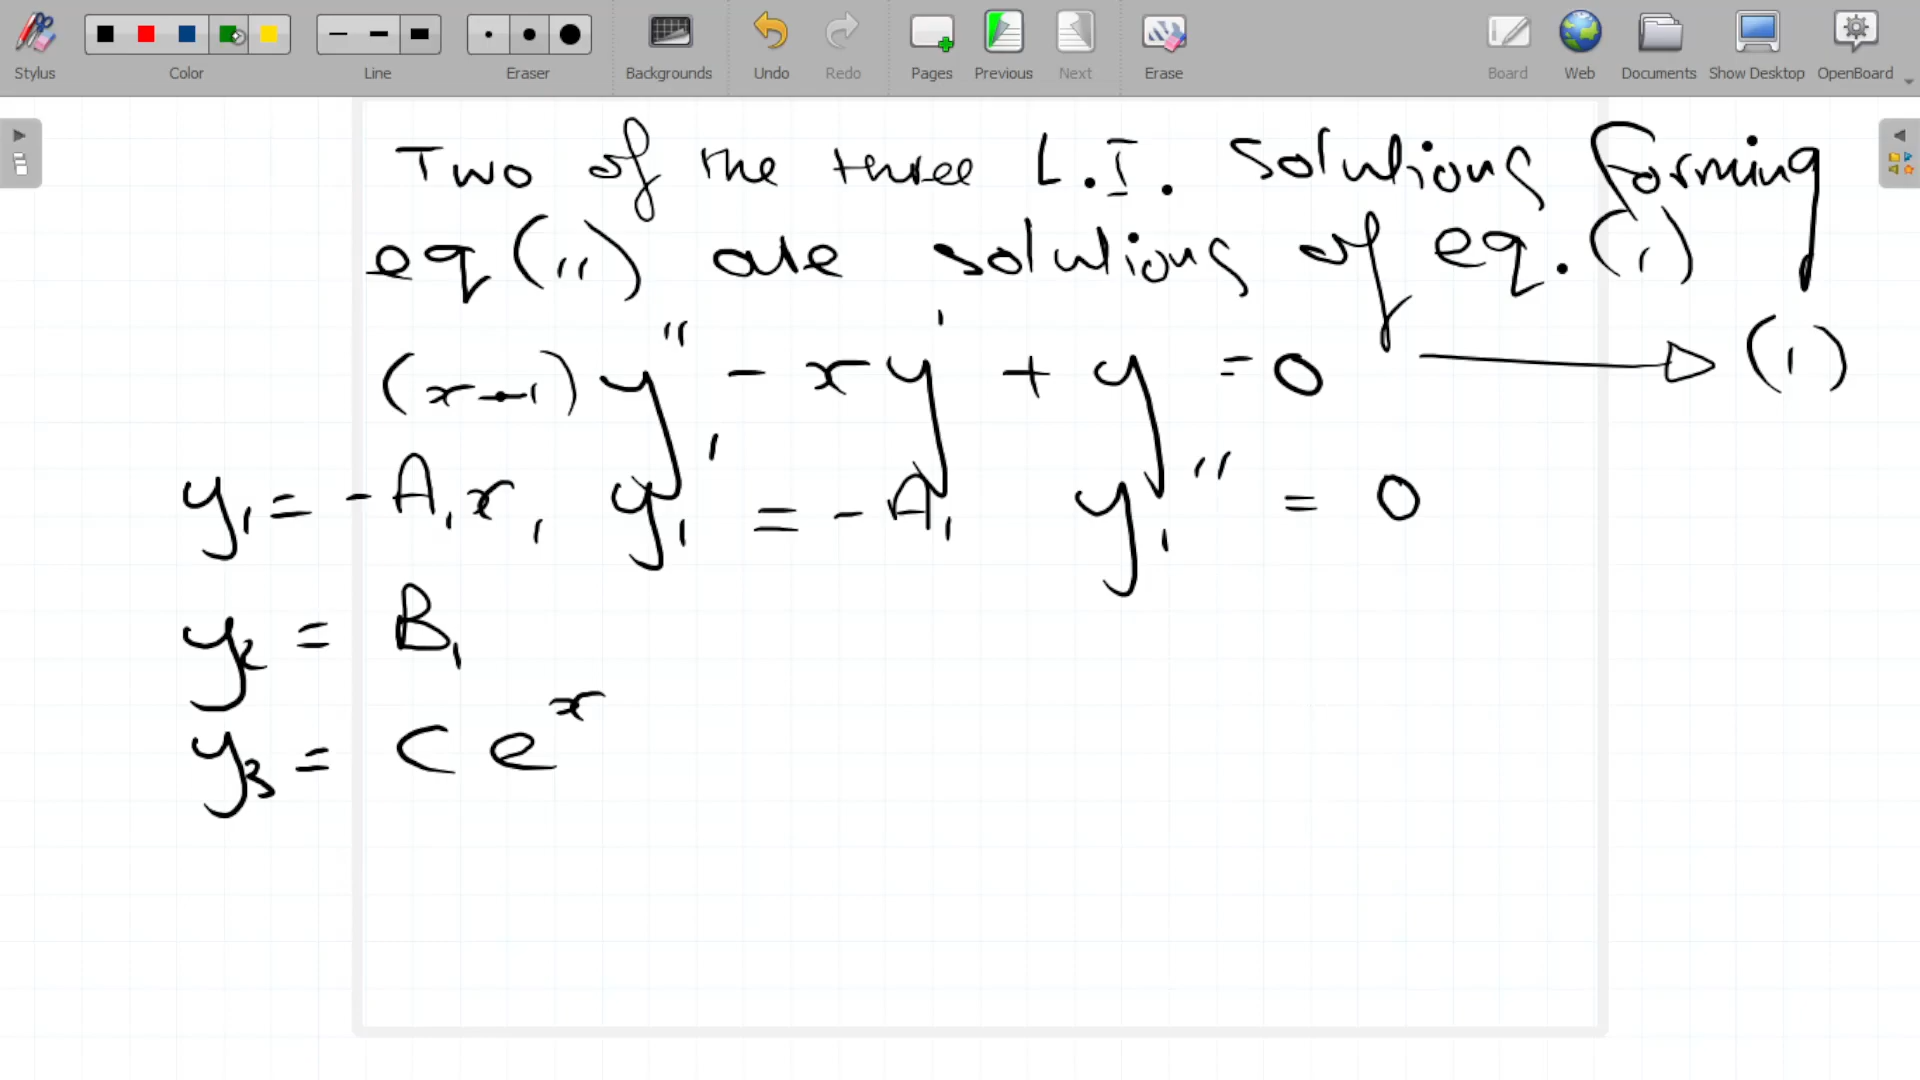 Stylus Color Line Eraser Backgrounds Undo Redo Pages Previous Next Erase Board Web Documents Show Desktop OpenBoard
Two of the three L.I. solutions forming
eq (11) are solutions of eq. (1)
(x-1) y'' - xy' + y = 0 → (1)
y₁ = -A₁x, y₁' = -A₁ y₁'' = 0
y₂ = B₁
y₃ = C eˣ